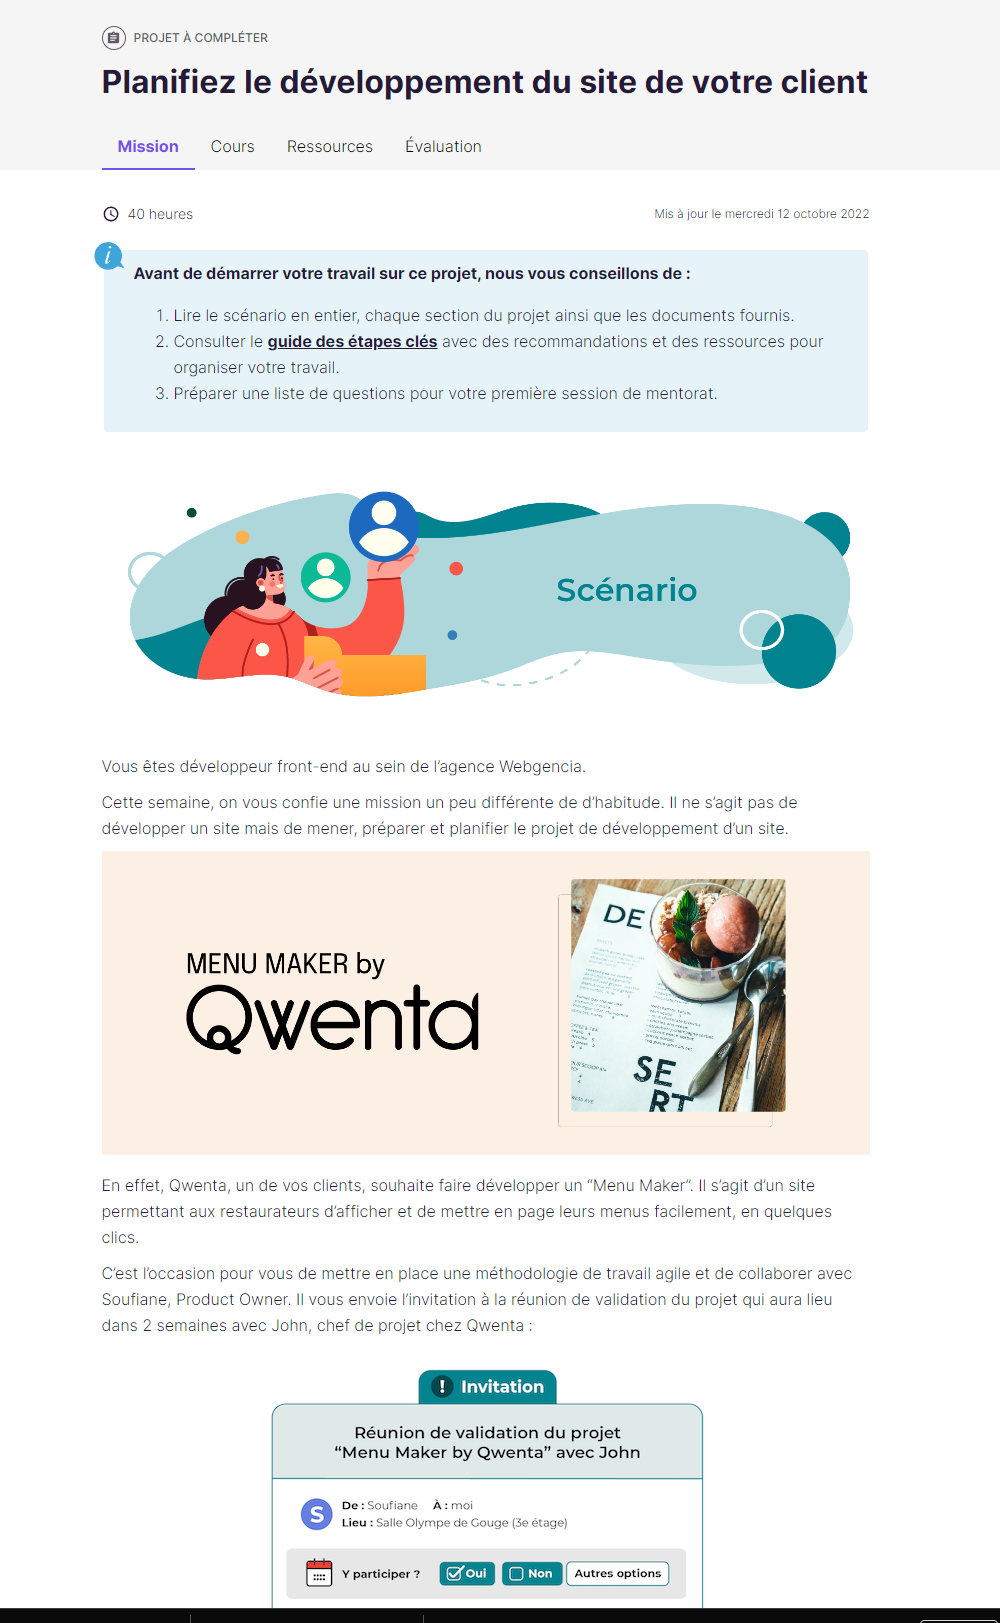 PROJET À COMPLÉTER
Planifiez le développement du site de votre client
Mission Cours Ressources Évaluation
40 heures
Mis à jour le mercredi 12 octobre 2022
i
Avant de démarrer votre travail sur ce projet, nous vous conseillons de :
1. Lire le scénario en entier, chaque section du projet ainsi que les documents fournis.
2. Consulter le guide des étapes clés avec des recommandations et des ressources pour
organiser votre travail.
3. Préparer une liste de questions pour votre première session de mentorat.
Scénario
Vous êtes développeur front-end au sein de l’agence Webgencia.
Cette semaine, on vous confie une mission un peu différente de d’habitude. Il ne s’agit pas de
développer un site mais de mener, préparer et planifier le projet de développement d’un site.
MENU MAKER by
Qwenta
DE
SE
RT
En effet, Qwenta, un de vos clients, souhaite faire développer un “Menu Maker”. Il s’agit d’un site
permettant aux restaurateurs d’afficher et de mettre en page leurs menus facilement, en quelques
clics.
C’est l’occasion pour vous de mettre en place une méthodologie de travail agile et de collaborer avec
Soufiane, Product Owner. Il vous envoie l’invitation à la réunion de validation du projet qui aura lieu
dans 2 semaines avec John, chef de projet chez Qwenta :
! Invitation
Réunion de validation du projet
“Menu Maker by Qwenta” avec John
S
De : Soufiane À : moi
Lieu : Salle Olympe de Gouge (3e étage)
Y participer ? Oui Non Autres options